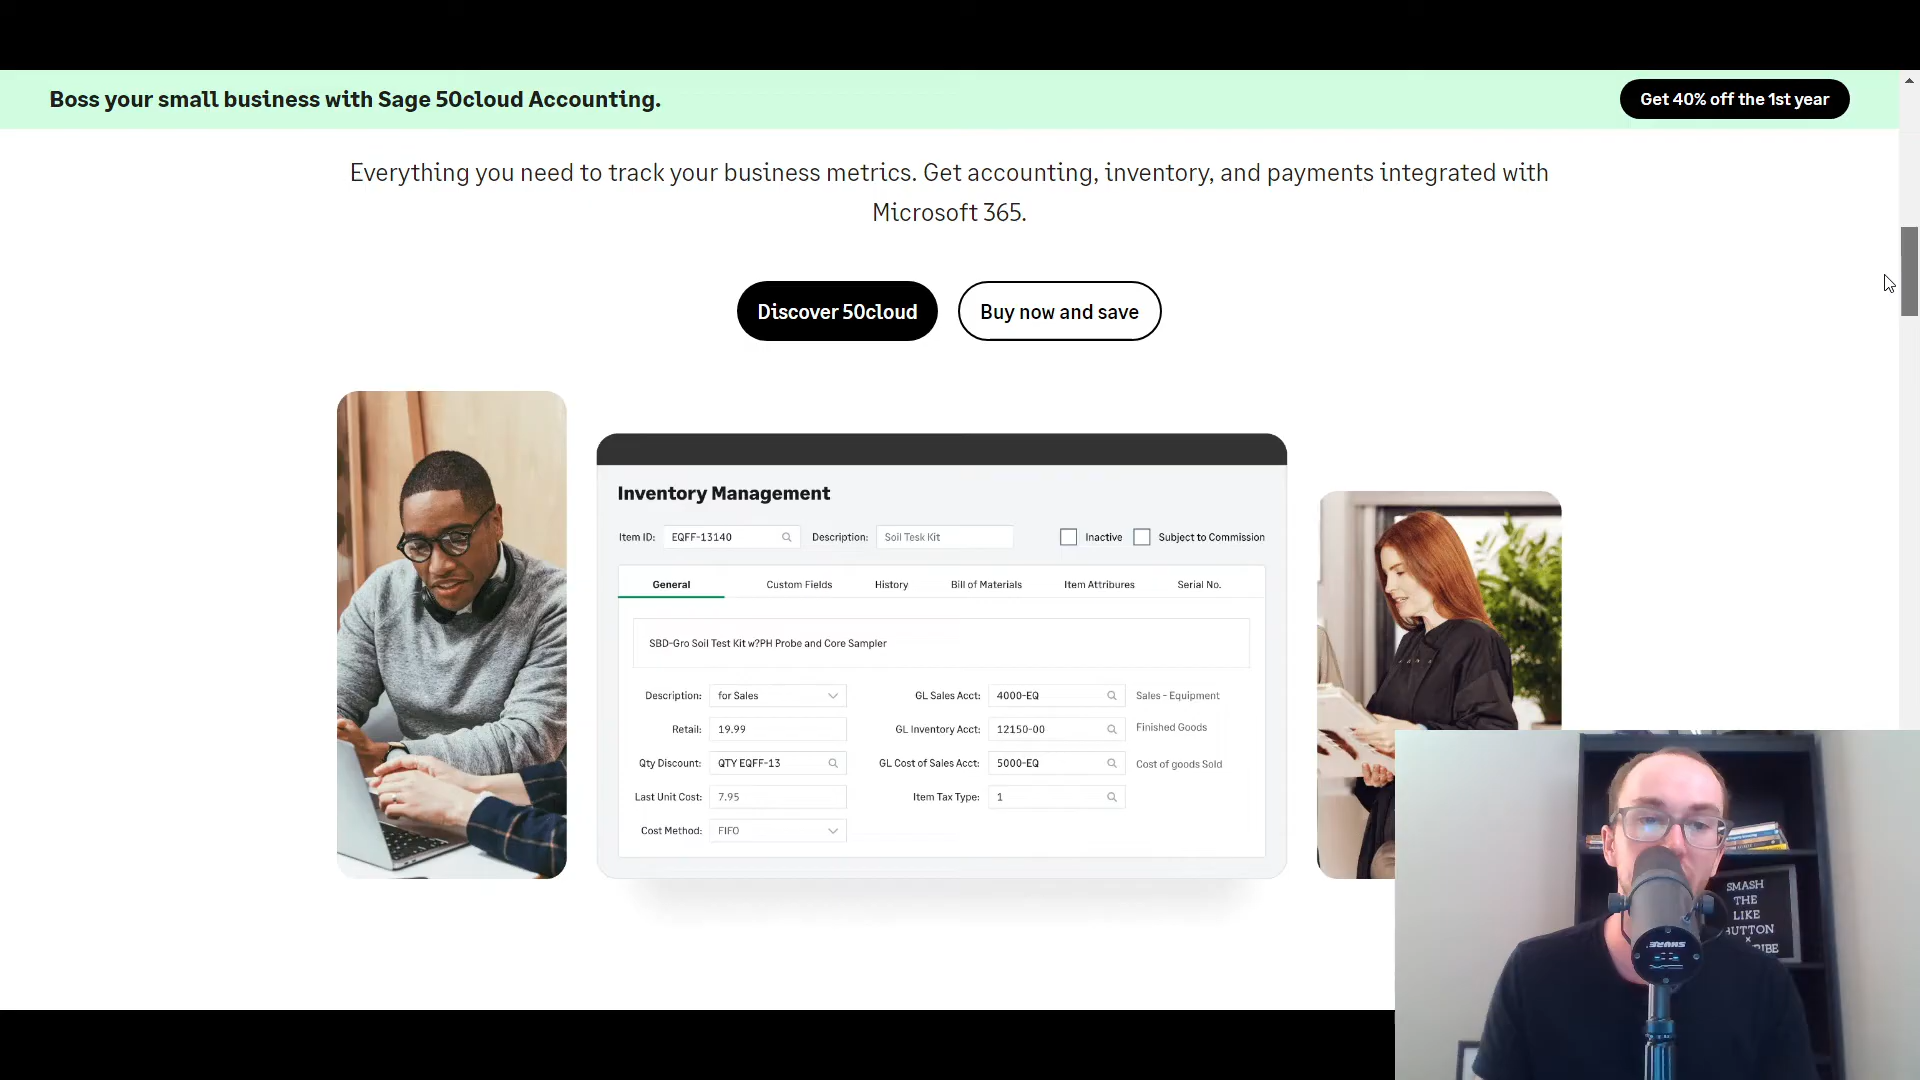 Boss your small business with Sage 50cloud Accounting.
Get 40% off the 1st year
Everything you need to track your business metrics. Get accounting, inventory, and payments integrated with
Microsoft 365.
Discover 50cloud
Buy now and save
Inventory Management
Item ID: EQFF-13140 Description: Soil Tesk Kit Inactive Subject to Commission
General Custom Fields History Bill of Materials Item Attribures Serial No.
SBD-Gro Soil Test Kit w?PH Probe and Core Sampler
Description: for Sales GL Sales Acct: 4000-EQ Sales - Equipment
Retail: 19.99 GL Inventory Acct: 12150-00 Finished Goods
Qty Discount: QTY EQFF-13 GL Cost of Sales Acct: 5000-EQ Cost of goods Sold
Last Unit Cost: 7.95 Item Tax Type: 1
Cost Method: FIFO
SMASH
THE
LIKE
BUTTON
SHURE